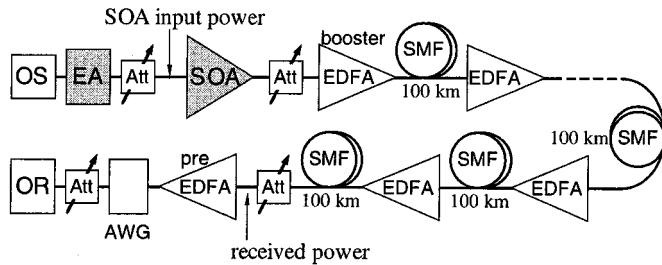 SOA input power
OS
EA
Att
SOA
Att
booster
EDFA
SMF
100 km
EDFA
100 km
SMF
OR
Att
AWG
pre
EDFA
Att
SMF
100 km
EDFA
SMF
100 km
EDFA
received power